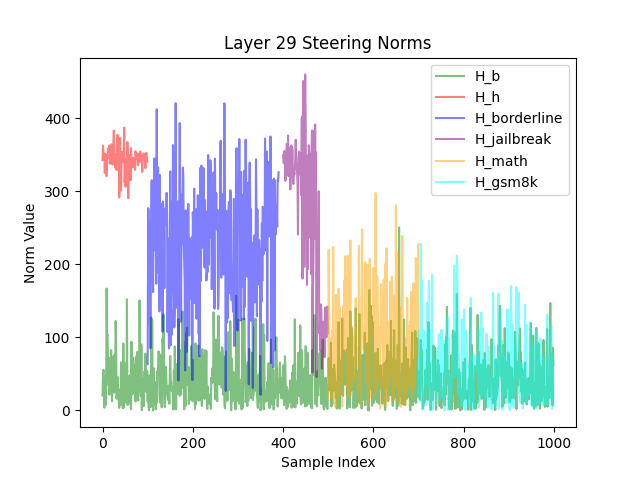 Layer 29 Steering Norms
H_b
H_h
H_borderline
H_jailbreak
H_math
H_gsm8k
Norm Value
400
300
200
100
0
0
200
400
600
800
1000
Sample Index